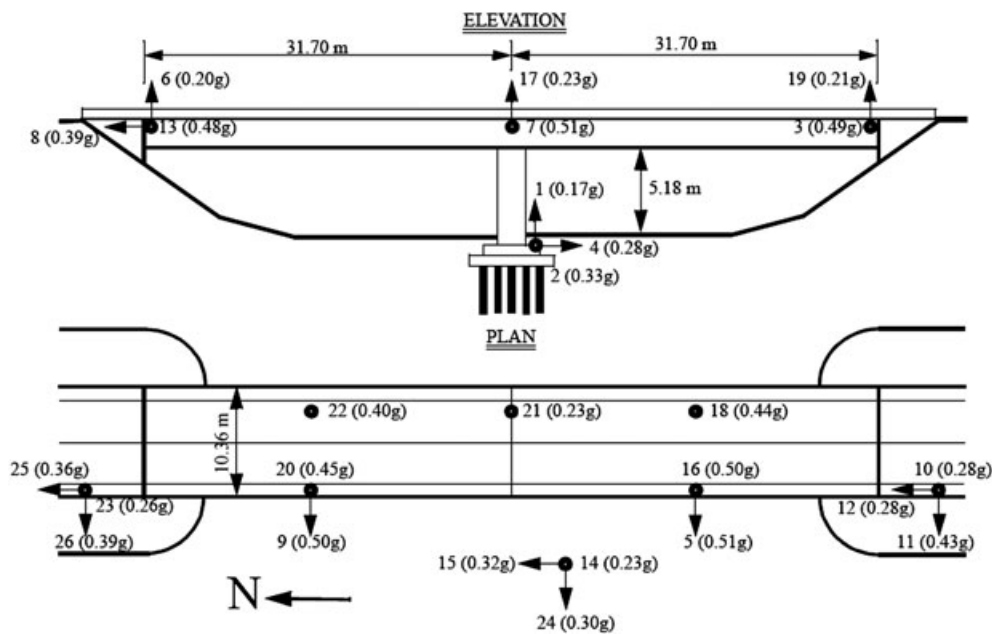 ELEVATION
31.70 m
31.70 m
6 (0.20g)
17 (0.23g)
19 (0.21g)
8 (0.39g)
13 (0.48g)
7 (0.51g)
3 (0.49g)
1 (0.17g)
5.18 m
4 (0.28g)
2 (0.33g)
PLAN
10.36 m
22 (0.40g)
21 (0.23g)
18 (0.44g)
25 (0.36g)
20 (0.45g)
16 (0.50g)
10 (0.28g)
23 (0.26g)
12 (0.28g)
26 (0.39g)
9 (0.50g)
5 (0.51g)
11 (0.43g)
15 (0.32g)
14 (0.23g)
N
24 (0.30g)